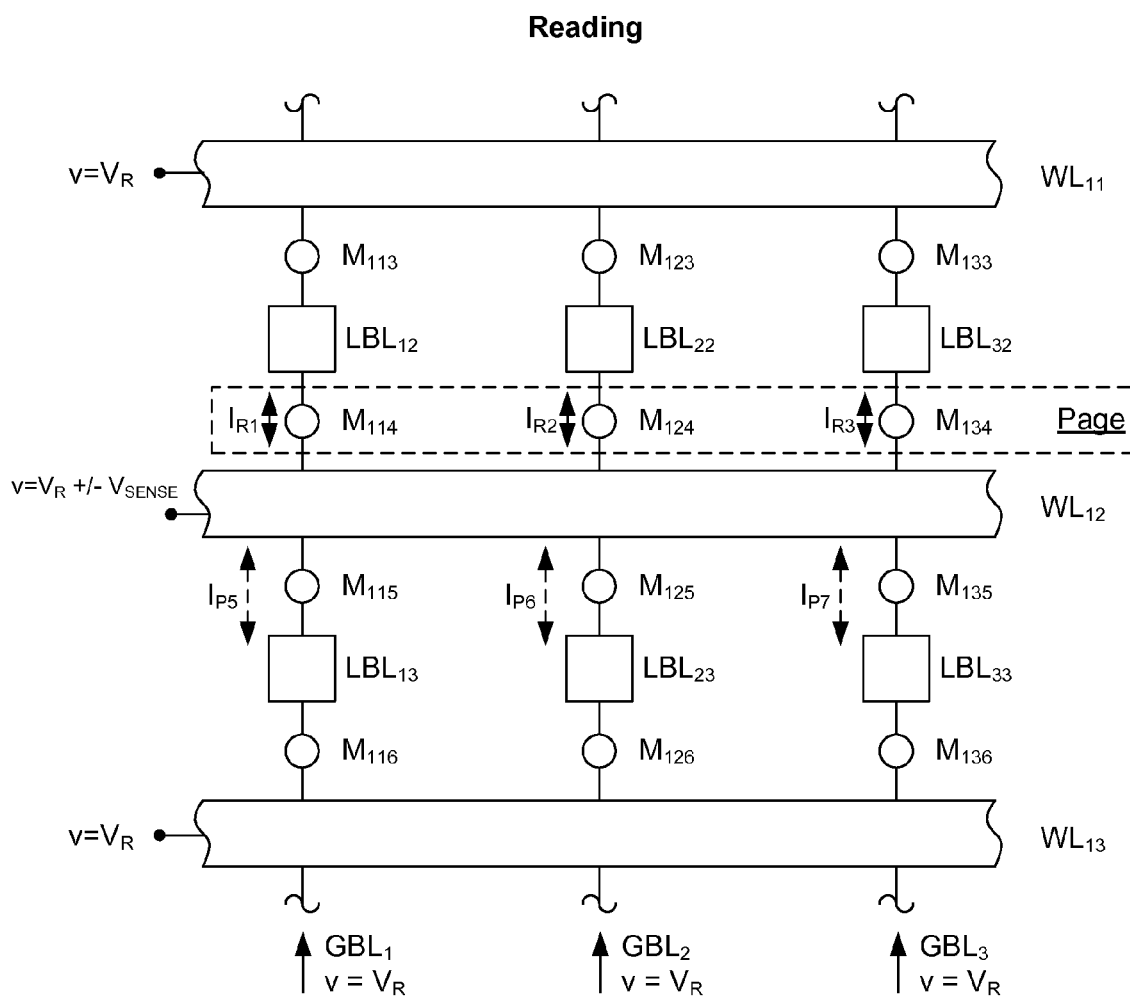 Reading
v=V_R WL_11
M_113 M_123 M_133
LBL_12 LBL_22 LBL_32
I_R1 M_114 I_R2 M_124 I_R3 M_134 Page
v=V_R +/- V_SENSE WL_12
I_P5 M_115 I_P6 M_125 I_P7 M_135
LBL_13 LBL_23 LBL_33
M_116 M_126 M_136
v=V_R WL_13
GBL_1 GBL_2 GBL_3
v = V_R v = V_R v = V_R